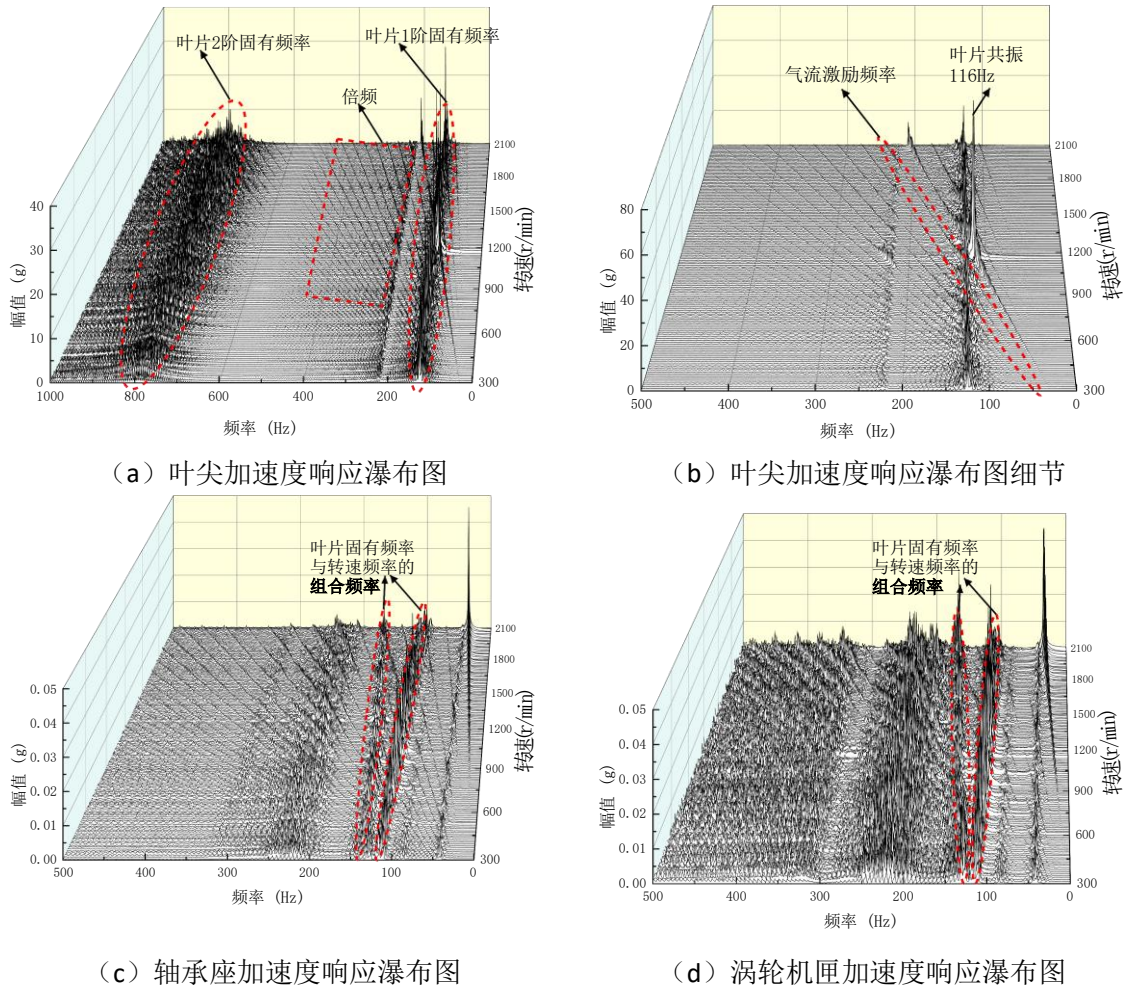 叶片2阶固有频率
叶片1阶固有频率
倍频
2100
1800
1500
1200
900
600
300
转速(r/min)
40
30
20
10
0
幅值 (g)
1000
800
600
400
200
0
频率 (Hz)
(a) 叶尖加速度响应瀑布图
气流激励频率
叶片共振
116Hz
2100
1800
1500
1200
900
600
300
转速(r/min)
80
60
40
20
0
幅值 (g)
500
400
300
200
100
0
频率 (Hz)
(b) 叶尖加速度响应瀑布图细节
叶片固有频率
与转速频率的
组合频率
2100
1800
1500
1200
900
600
300
转速(r/min)
0.05
0.04
0.03
0.02
0.01
0.00
幅值 (g)
500
400
300
200
100
0
频率 (Hz)
(c) 轴承座加速度响应瀑布图
叶片固有频率
与转速频率的
组合频率
2100
1800
1500
1200
900
600
300
转速(r/min)
0.05
0.04
0.03
0.02
0.01
0.00
幅值 (g)
500
400
300
200
100
0
频率 (Hz)
(d) 涡轮机匣加速度响应瀑布图